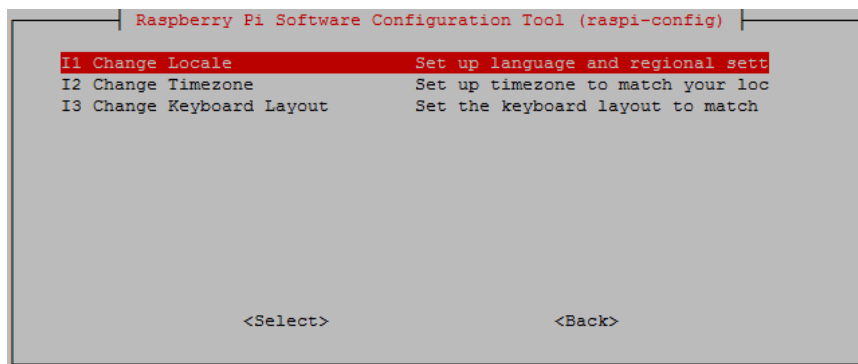 Raspberry Pi Software Configuration Tool (raspi-config)
I1 Change Locale Set up language and regional sett
I2 Change Timezone Set up timezone to match your loc
I3 Change Keyboard Layout Set the keyboard layout to match
<Select> <Back>